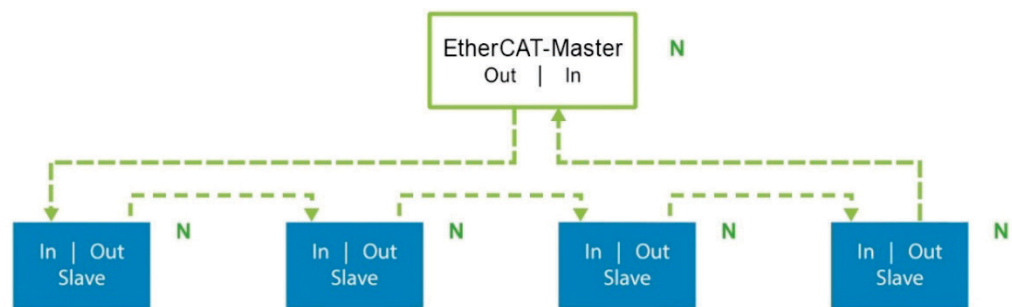 EtherCAT-Master
Out | In
N
In | Out
Slave
N
In | Out
Slave
N
In | Out
Slave
N
In | Out
Slave
N